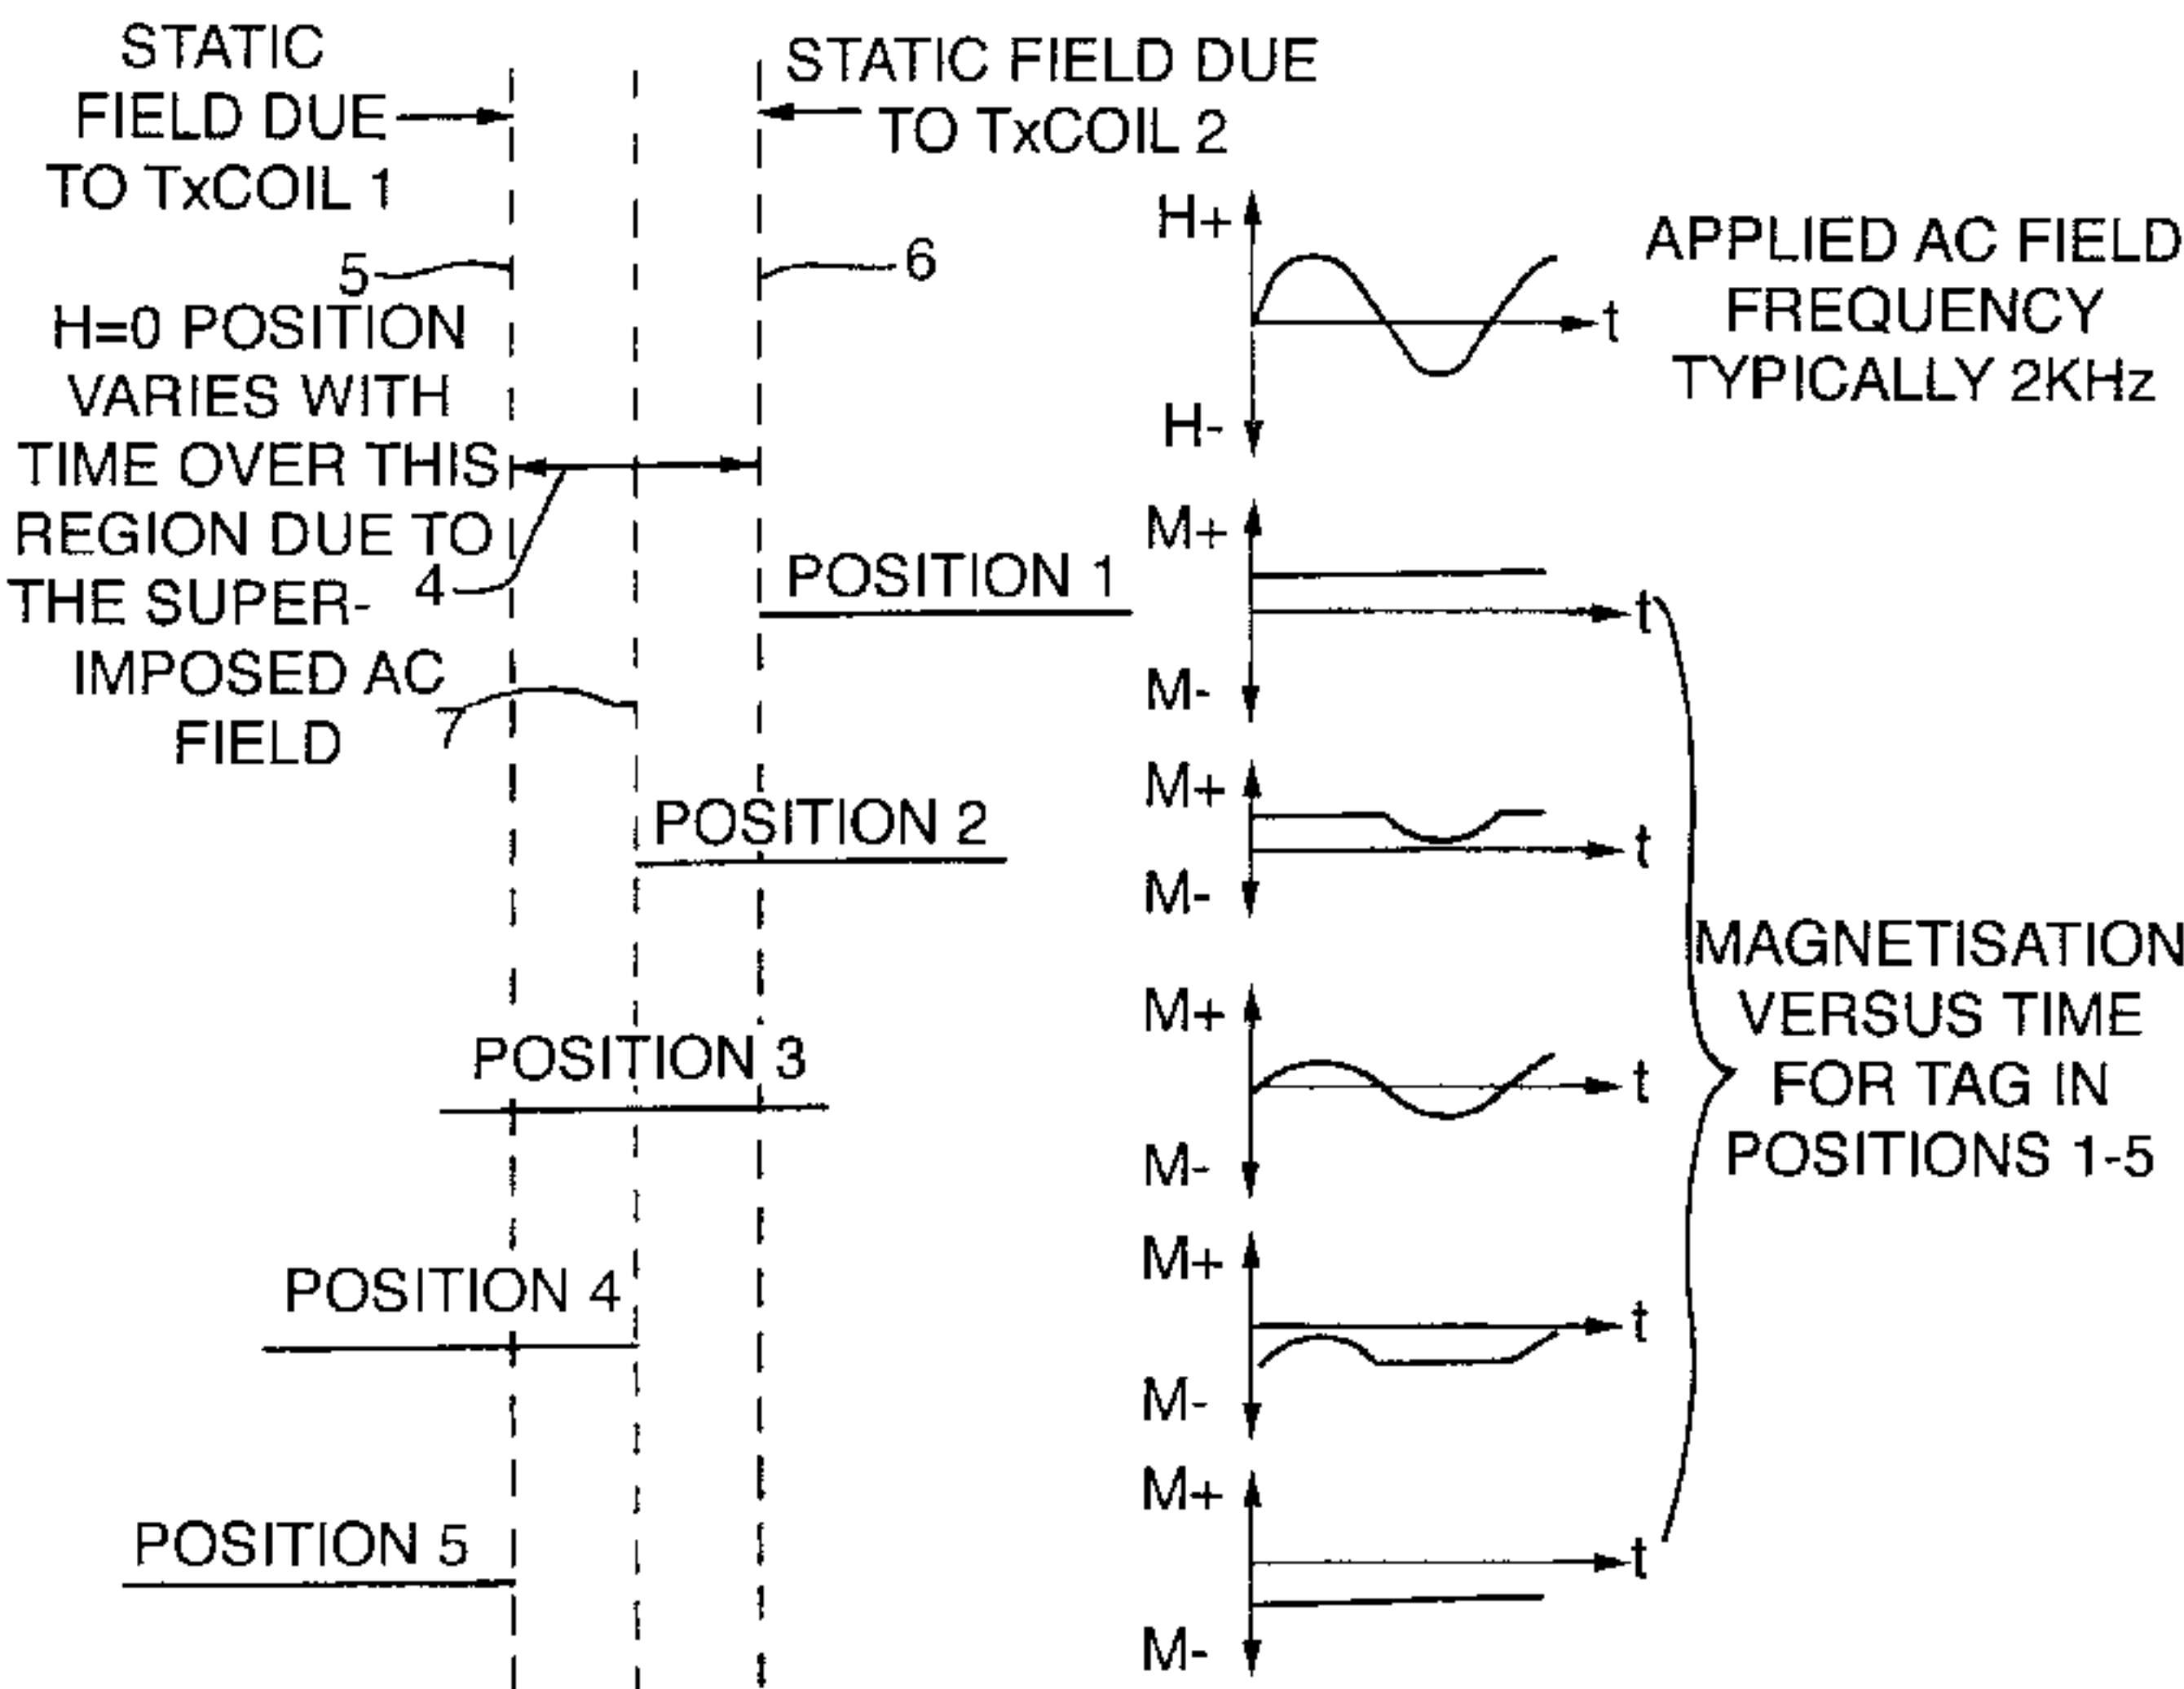 STATIC
FIELD DUE
TO TxCOIL 1
STATIC FIELD DUE
TO TxCOIL 2
5
6
H=0 POSITION
VARIES WITH
TIME OVER THIS
REGION DUE TO
THE SUPER-
IMPOSED AC
FIELD
4
7
H+
H-
t
APPLIED AC FIELD
FREQUENCY
TYPICALLY 2KHz
POSITION 1
M+
M-
t
POSITION 2
M+
M-
t
POSITION 3
M+
M-
t
POSITION 4
M+
M-
t
POSITION 5
M+
M-
t
MAGNETISATION
VERSUS TIME
FOR TAG IN
POSITIONS 1-5